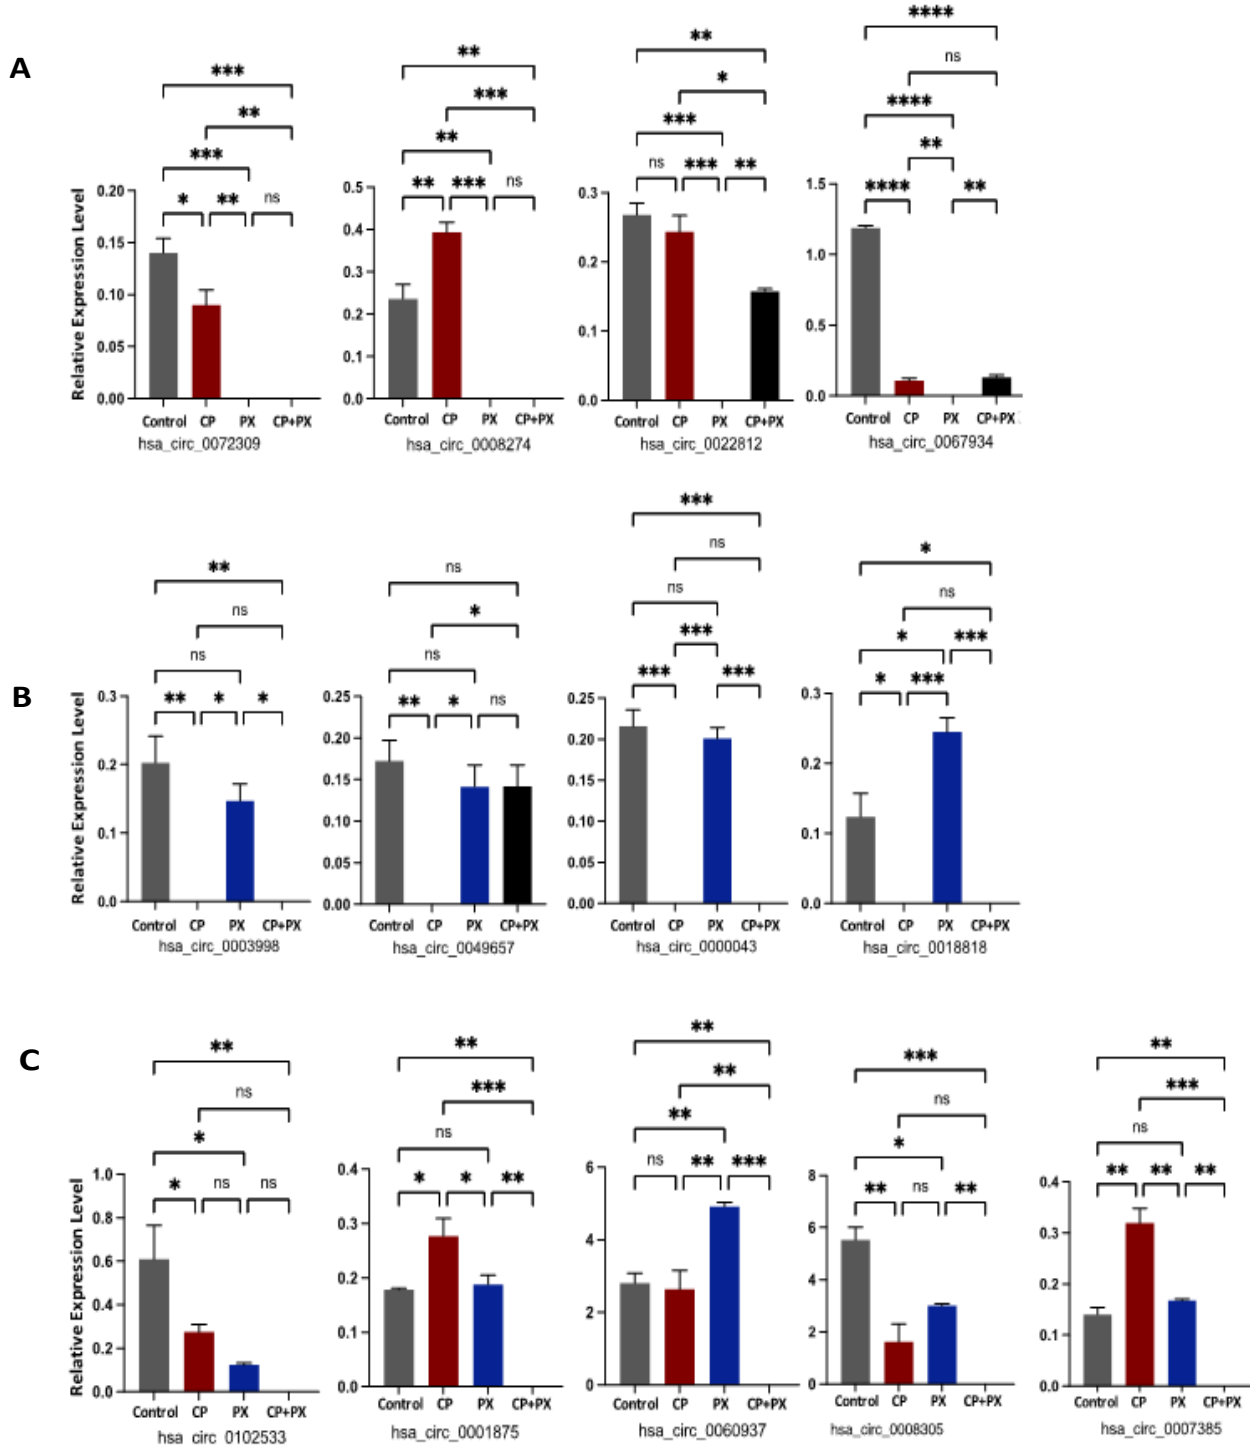 A
*** ** *** * ** ns
** *** ** ** *** ns
** * *** ns *** **
**** ns **** ** **** **
Relative Expression Level
0.20 0.15 0.10 0.05 0.00
0.5 0.4 0.3 0.2 0.1 0.0
0.3 0.2 0.1 0.0
1.5 1.0 0.5 0.0
Control CP PX CP+PX
Control CP PX CP+PX
Control CP PX CP+PX
Control CP PX CP+PX
hsa_circ_0072309
hsa_circ_0008274
hsa_circ_0022812
hsa_circ_0067934
B
** ns ns ** * *
ns * ns ** * ns
*** ns ns *** *** ***
* ns * *** * ***
Relative Expression Level
0.3 0.2 0.1 0.0
0.25 0.20 0.15 0.10 0.05 0.00
0.25 0.20 0.15 0.10 0.05 0.00
0.3 0.2 0.1 0.0
Control CP PX CP+PX
Control CP PX CP+PX
Control CP PX CP+PX
Control CP PX CP+PX
hsa_circ_0003998
hsa_circ_0049657
hsa_circ_0000043
hsa_circ_0018818
C
** ns * * ns ns
** *** ns * * **
** ** ** ns ** ***
*** ns * ** ns **
** *** ns ** ** **
Relative Expression Level
1.0 0.8 0.6 0.4 0.2 0.0
0.4 0.3 0.2 0.1 0.0
6 4 2 0
8 6 4 2 0
0.4 0.3 0.2 0.1 0.0
Control CP PX CP+PX
Control CP PX CP+PX
Control CP PX CP+PX
Control CP PX CP+PX
Control CP PX CP+PX
hsa_circ_0102533
hsa_circ_0001875
hsa_circ_0060937
hsa_circ_0008305
hsa_circ_0007385